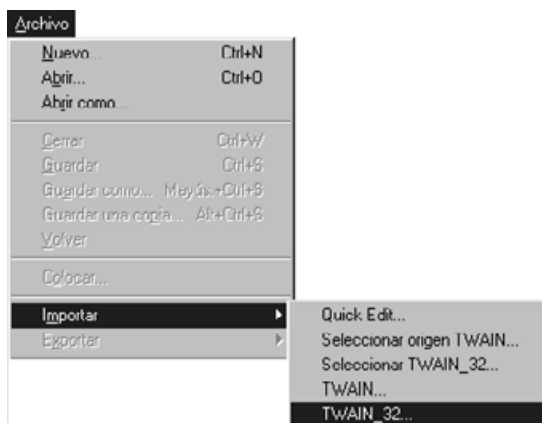 Archivo
Nuevo... Ctrl+N
Abrir... Ctrl+O
Abrir como...
Cerrar Ctrl+W
Guardar Ctrl+S
Guardar como... Mayús.+Ctrl+S
Guardar una copia... Alt+Ctrl+S
Volver
Colocar...
Importar
Exportar
Quick Edit...
Seleccionar origen TWAIN...
Seleccionar TWAIN_32...
TWAIN...
TWAIN_32...